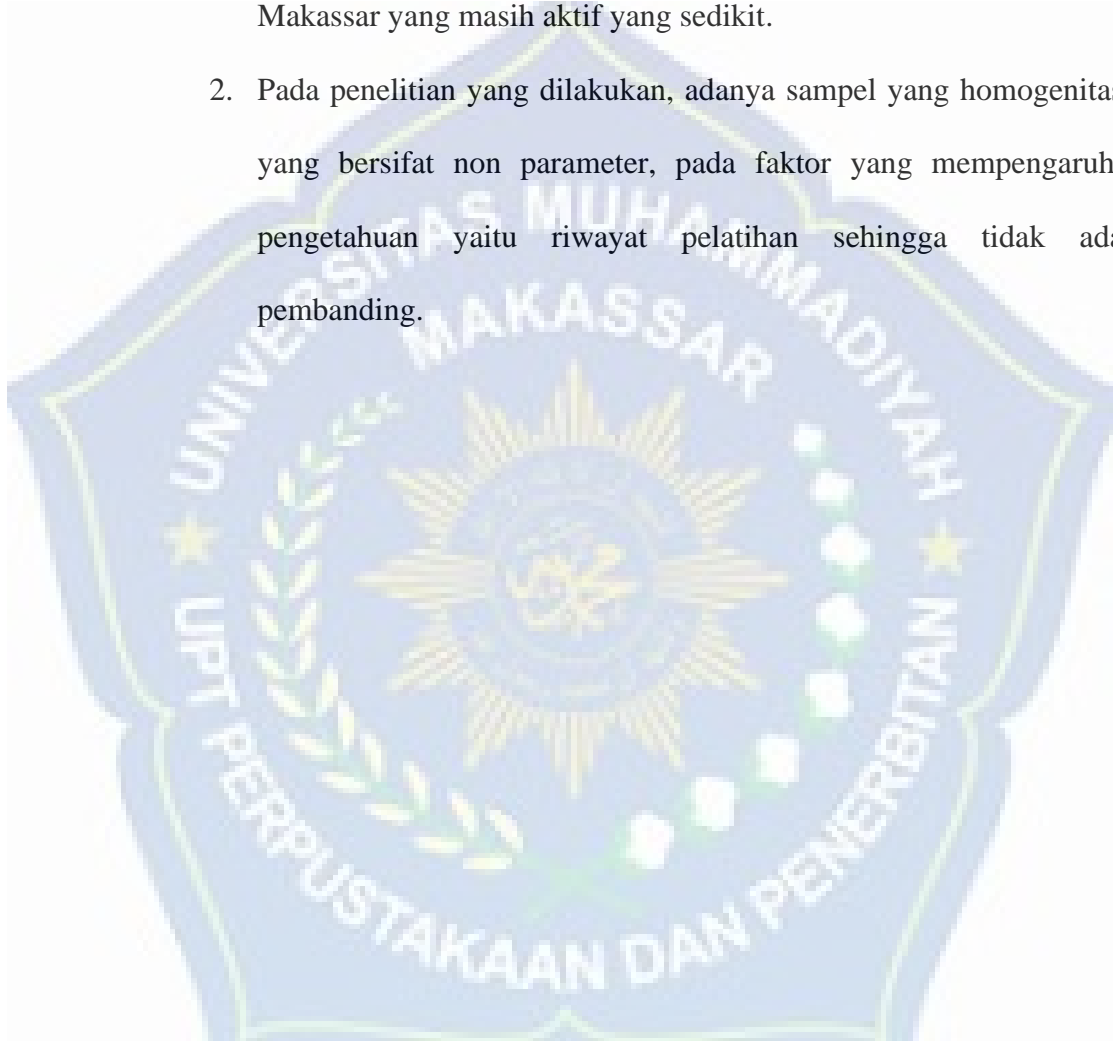 Makassar yang masih aktif yang sedikit.
2. Pada penelitian yang dilakukan, adanya sampel yang homogenitas
yang bersifat non parameter, pada faktor yang mempengaruh
pengetahuan yaitu riwayat pelatihan sehingga tidak ada
pembanding.
UNIVERSITAS MUHAMMADIYAH
MAKASSAR
UPT PERPUSTAKAAN DAN PENERBITAN